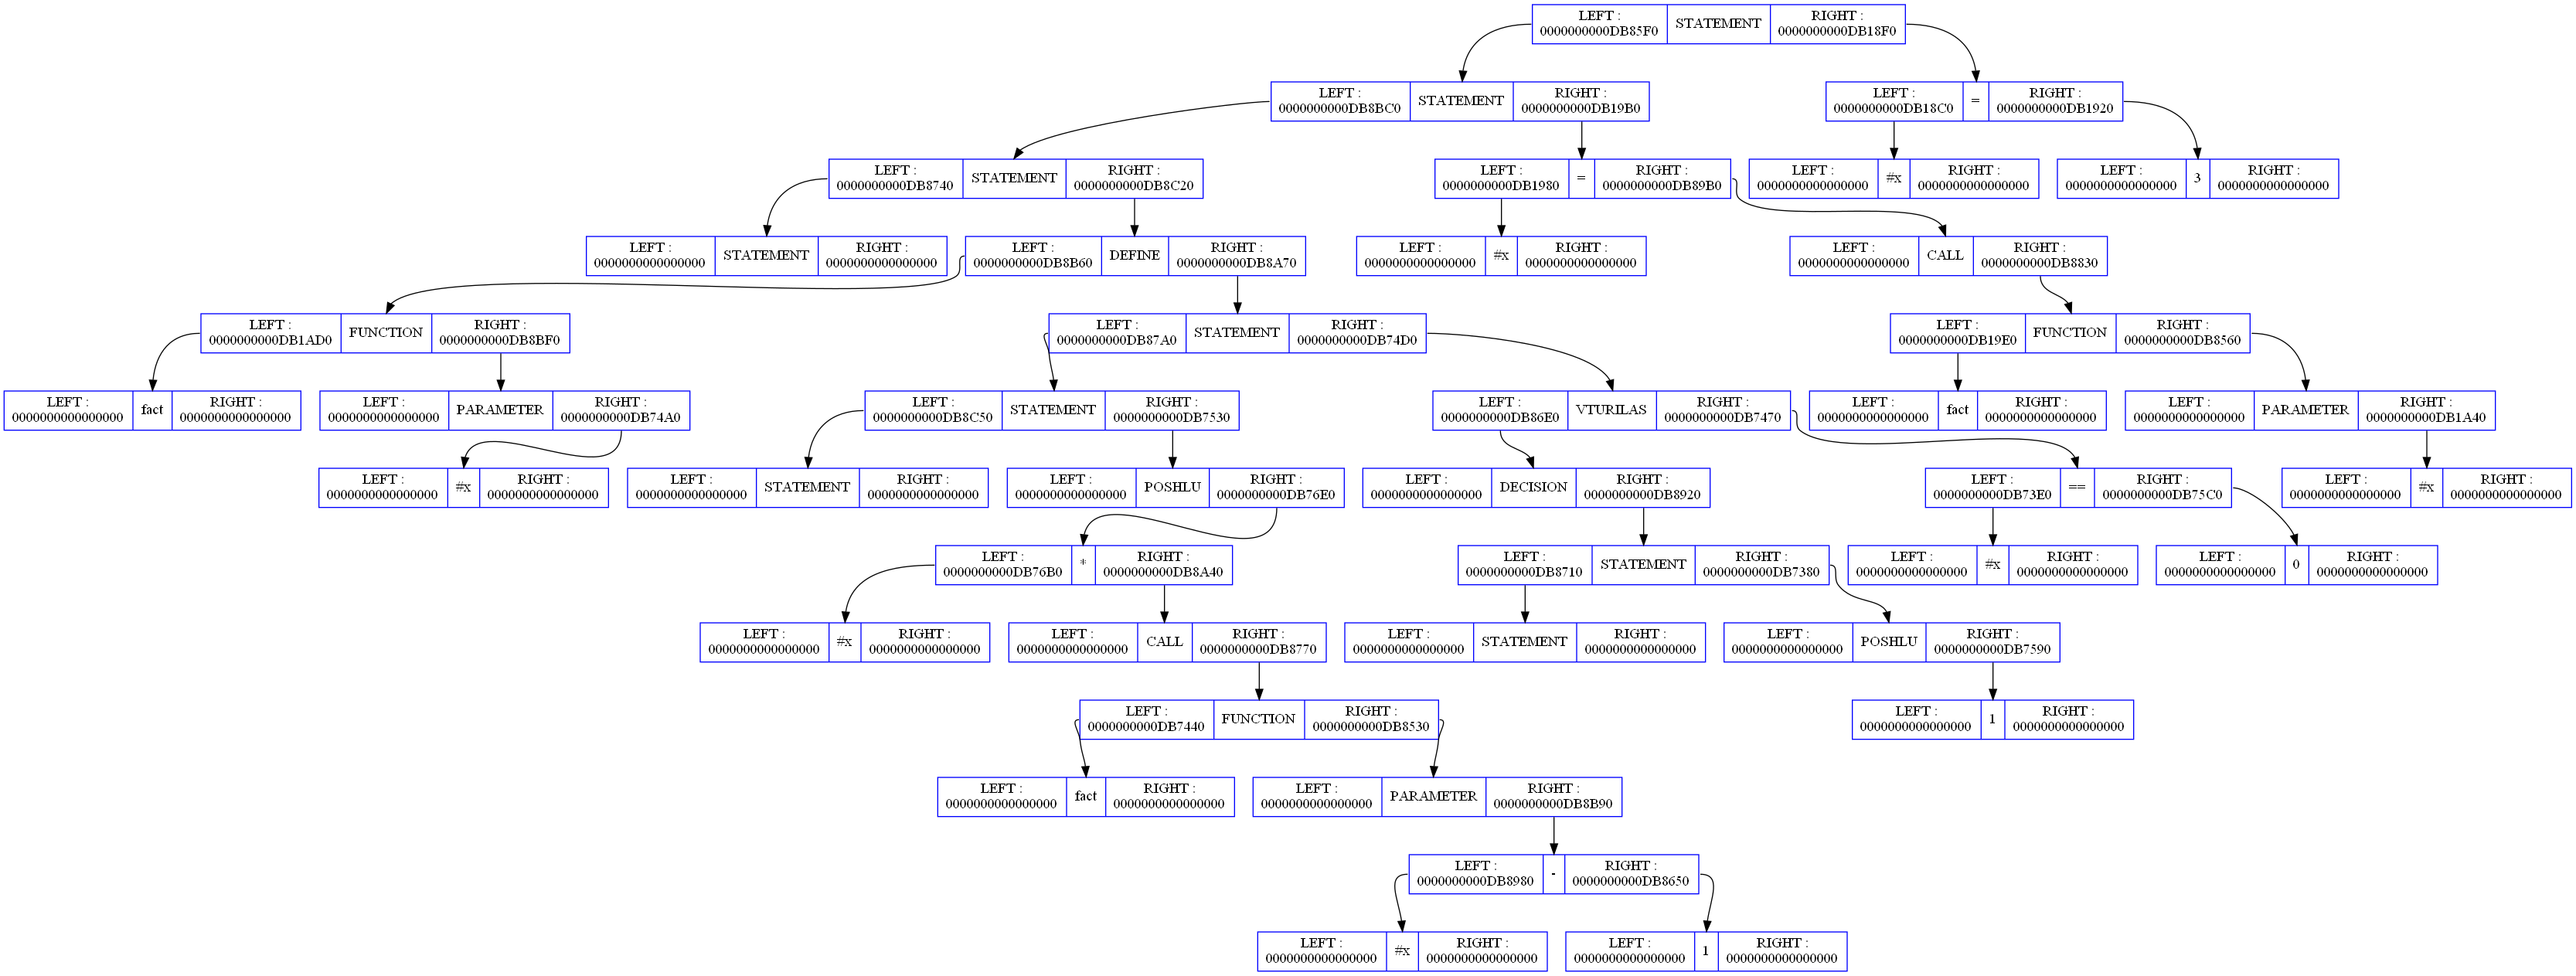 LEFT :
0000000000DB85F0
STATEMENT
RIGHT :
0000000000DB18F0
LEFT :
0000000000DB8BC0
STATEMENT
RIGHT :
0000000000DB19B0
LEFT :
0000000000DB18C0
=
RIGHT :
0000000000DB1920
LEFT :
0000000000DB8740
STATEMENT
RIGHT :
0000000000DB8C20
LEFT :
0000000000DB1980
=
RIGHT :
0000000000DB89B0
LEFT :
0000000000000000
#x
RIGHT :
0000000000000000
LEFT :
0000000000000000
3
RIGHT :
0000000000000000
LEFT :
0000000000000000
STATEMENT
RIGHT :
0000000000000000
LEFT :
0000000000DB8B60
DEFINE
RIGHT :
0000000000DB8A70
LEFT :
0000000000000000
#x
RIGHT :
0000000000000000
LEFT :
0000000000000000
CALL
RIGHT :
0000000000DB8830
LEFT :
0000000000DB1AD0
FUNCTION
RIGHT :
0000000000DB8BF0
LEFT :
0000000000DB87A0
STATEMENT
RIGHT :
0000000000DB74D0
LEFT :
0000000000DB19E0
FUNCTION
RIGHT :
0000000000DB8560
LEFT :
0000000000000000
fact
RIGHT :
0000000000000000
LEFT :
0000000000000000
PARAMETER
RIGHT :
0000000000DB74A0
LEFT :
0000000000DB8C50
STATEMENT
RIGHT :
0000000000DB7530
LEFT :
0000000000DB86E0
VTURILAS
RIGHT :
0000000000DB7470
LEFT :
0000000000000000
fact
RIGHT :
0000000000000000
LEFT :
0000000000000000
PARAMETER
RIGHT :
0000000000DB1A40
LEFT :
0000000000000000
#x
RIGHT :
0000000000000000
LEFT :
0000000000000000
STATEMENT
RIGHT :
0000000000000000
LEFT :
0000000000000000
POSHLU
RIGHT :
0000000000DB76E0
LEFT :
0000000000000000
DECISION
RIGHT :
0000000000DB8920
LEFT :
0000000000DB73E0
==
RIGHT :
0000000000DB75C0
LEFT :
0000000000000000
#x
RIGHT :
0000000000000000
LEFT :
0000000000DB76B0
*
RIGHT :
0000000000DB8A40
LEFT :
0000000000DB8710
STATEMENT
RIGHT :
0000000000DB7380
LEFT :
0000000000000000
#x
RIGHT :
0000000000000000
LEFT :
0000000000000000
0
RIGHT :
0000000000000000
LEFT :
0000000000000000
#x
RIGHT :
0000000000000000
LEFT :
0000000000000000
CALL
RIGHT :
0000000000DB8770
LEFT :
0000000000000000
STATEMENT
RIGHT :
0000000000000000
LEFT :
0000000000000000
POSHLU
RIGHT :
0000000000DB7590
LEFT :
0000000000DB7440
FUNCTION
RIGHT :
0000000000DB8530
LEFT :
0000000000000000
1
RIGHT :
0000000000000000
LEFT :
0000000000000000
fact
RIGHT :
0000000000000000
LEFT :
0000000000000000
PARAMETER
RIGHT :
0000000000DB8B90
LEFT :
0000000000DB8980
-
RIGHT :
0000000000DB8650
LEFT :
0000000000000000
#x
RIGHT :
0000000000000000
LEFT :
0000000000000000
1
RIGHT :
0000000000000000